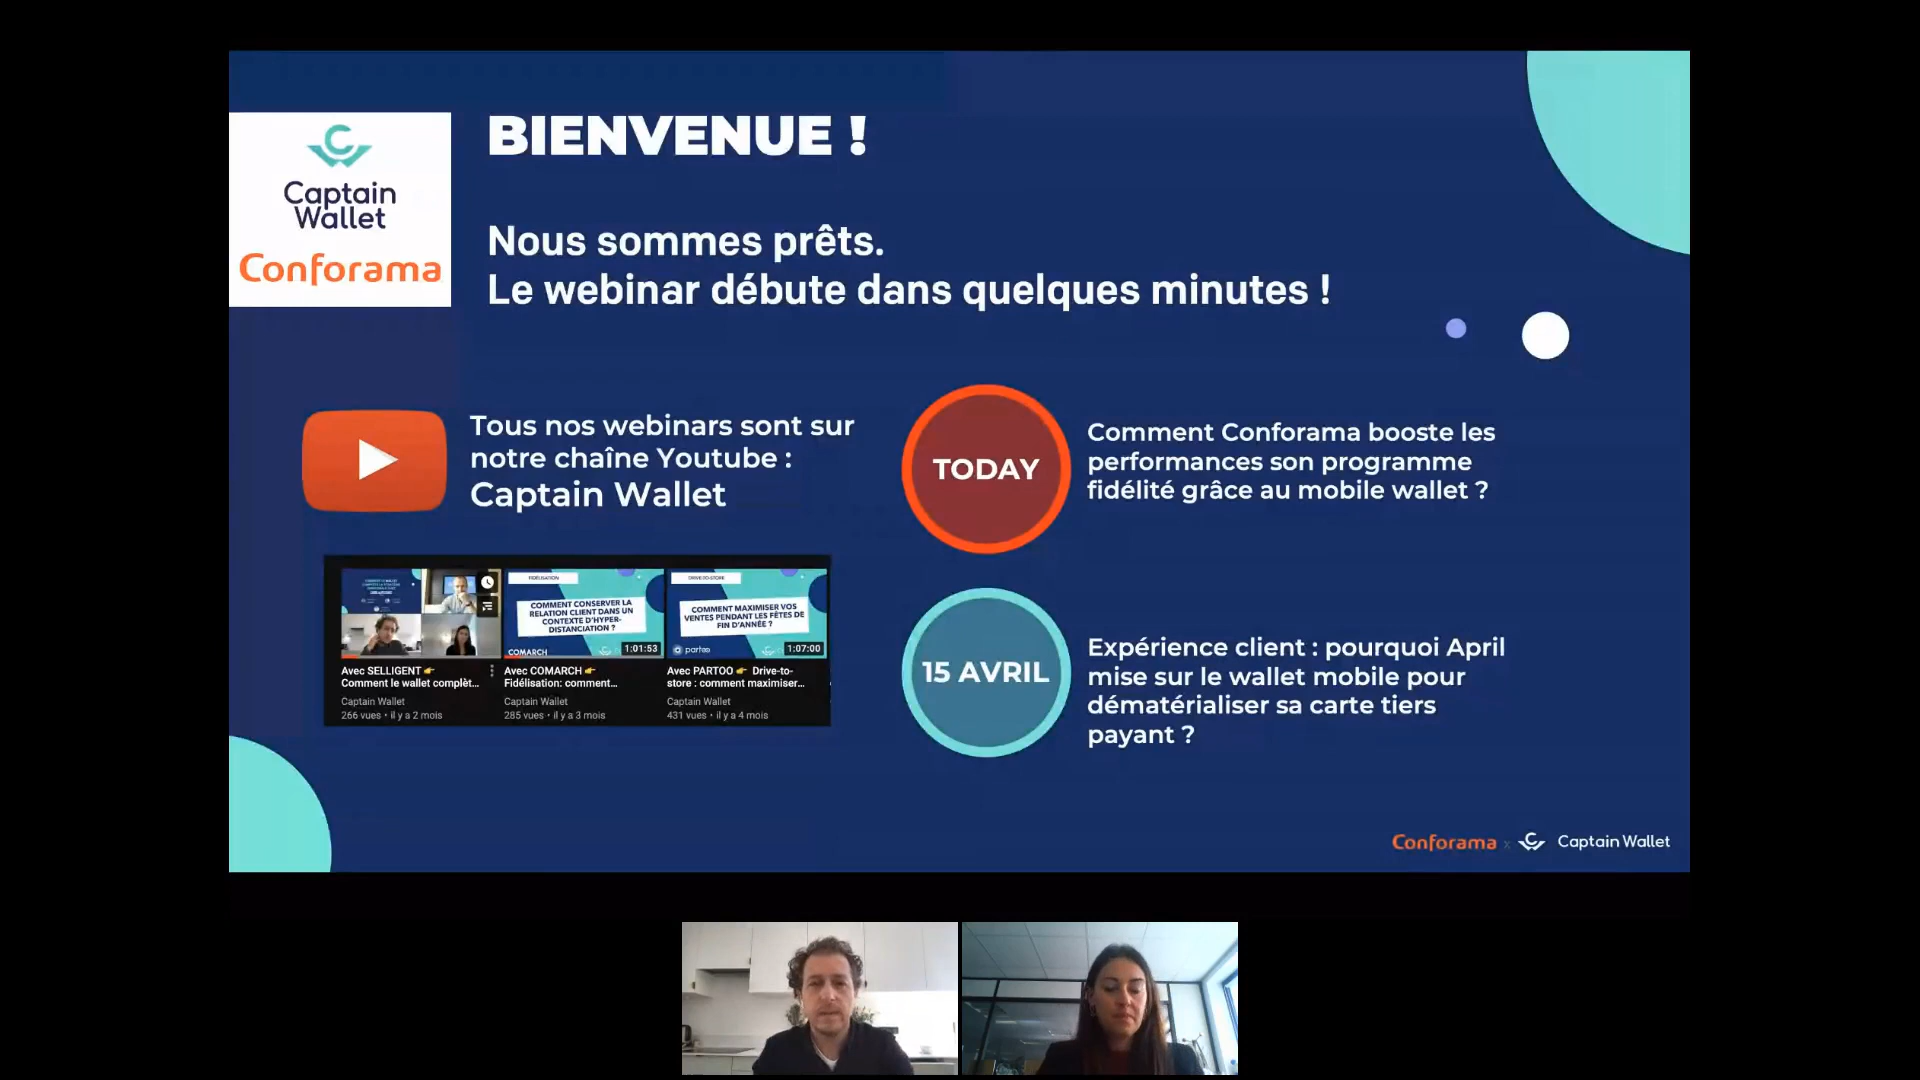 Captain
Wallet
Conforama
BIENVENUE !
Nous sommes prêts.
Le webinar débute dans quelques minutes !
Tous nos webinars sont sur
notre chaîne Youtube :
Captain Wallet
FIDÉLISATION
COMMENT CONSERVER LA
RELATION CLIENT DANS UN
CONTEXTE D'HYPER-
DISTANCIATION ?
COMARCH
1:01:53
DRIVE-TO-STORE
COMMENT MAXIMISER VOS
VENTES PENDANT LES FÊTES DE
FIN D'ANNÉE ?
partoo
1:07:00
Avec SELLIGENT 👉
Comment le wallet complèt...
Captain Wallet
266 vues • il y a 2 mois
Avec COMARCH 👉
Fidélisation: comment...
Captain Wallet
285 vues • il y a 3 mois
Avec PARTOO 👉 Drive-to-
store : comment maximiser...
Captain Wallet
431 vues • il y a 4 mois
TODAY
Comment Conforama booste les
performances son programme
fidélité grâce au mobile wallet ?
15 AVRIL
Expérience client : pourquoi April
mise sur le wallet mobile pour
dématérialiser sa carte tiers
payant ?
Conforama x Captain Wallet